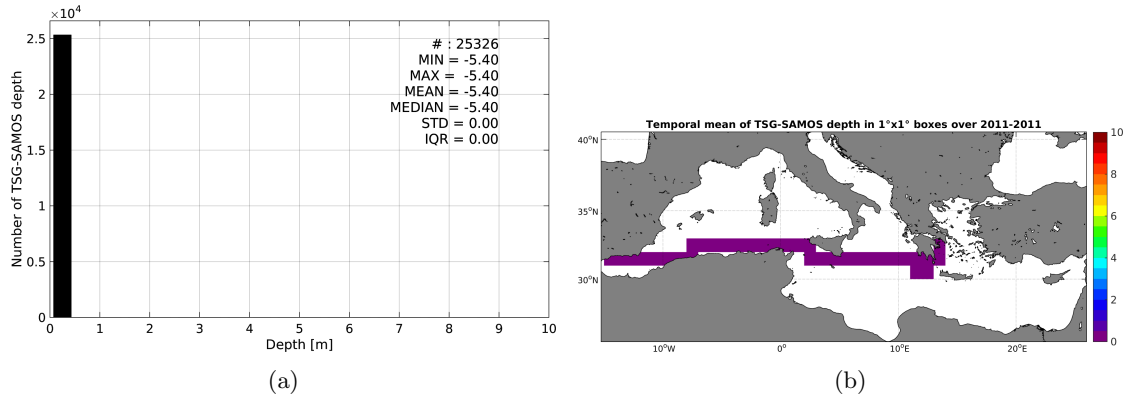 ×10⁴
2.5
2
1.5
1
0.5
0
Number of TSG-SAMOS depth
# : 25326
MIN = -5.40
MAX = -5.40
MEAN = -5.40
MEDIAN = -5.40
STD = 0.00
IQR = 0.00
0 1 2 3 4 5 6 7 8 9 10
Depth [m]
(a)
Temporal mean of TSG-SAMOS depth in 1°x1° boxes over 2011-2011
40°N
35°N
30°N
10°W 0° 10°E 20°E
10
8
6
4
2
0
(b)